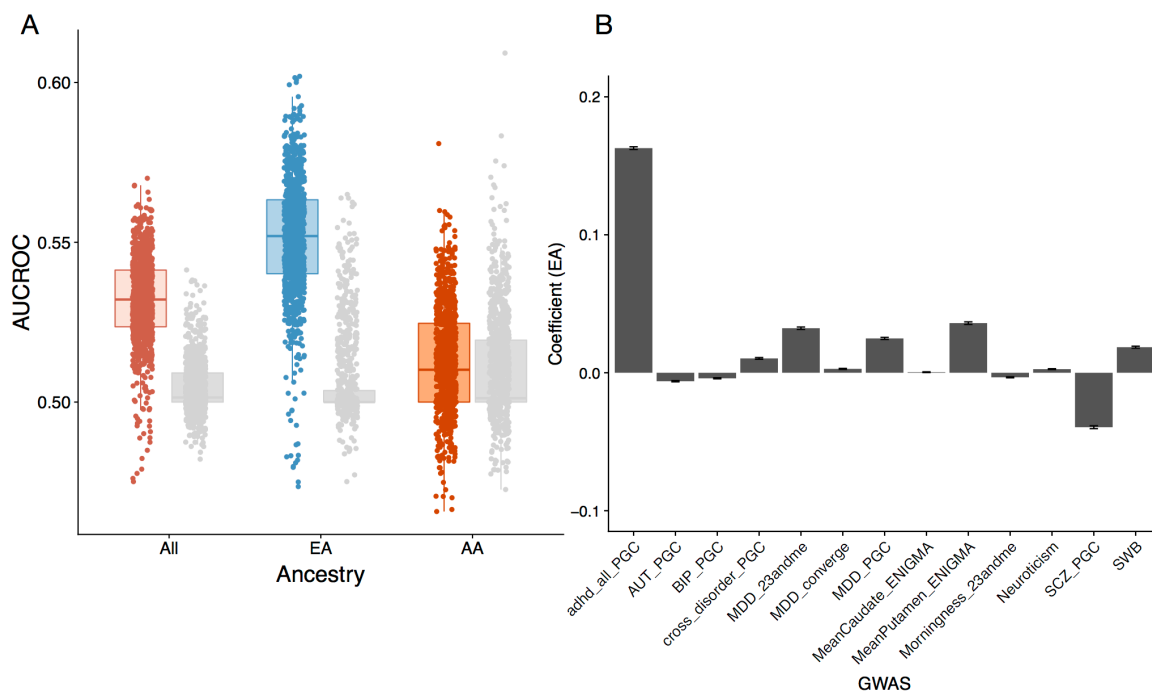 A
AUCROC
0.60
0.55
0.50
All
EA
AA
Ancestry
B
Coefficient (EA)
0.2
0.1
0.0
−0.1
adhd_all_PGC
AUT_PGC
BIP_PGC
cross_disorder_PGC
MDD_23andme
MDD_converge
MDD_PGC
MeanCaudate_ENIGMA
MeanPutamen_ENIGMA
Morningness_23andme
Neuroticism
SCZ_PGC
SWB
GWAS